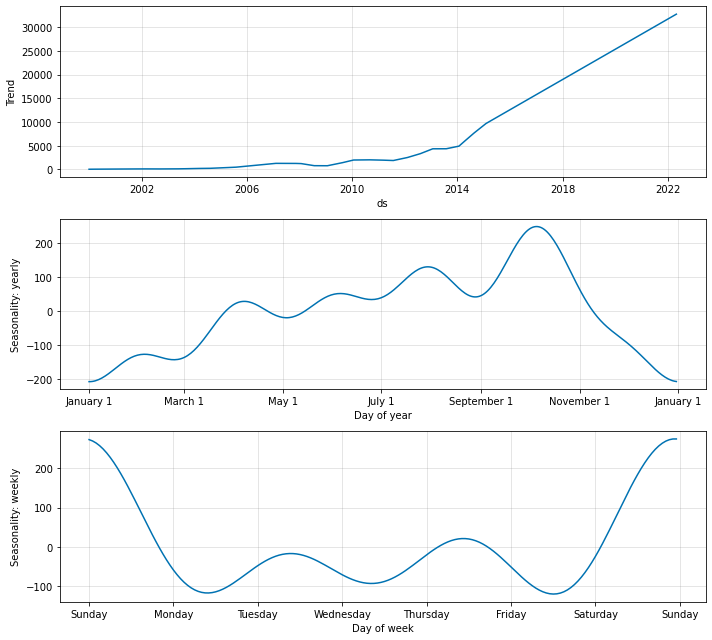 Trend
30000
25000
20000
15000
10000
5000
0
2002 2006 2010 2014 2018 2022
ds
Seasonality: yearly
200
100
0
−100
−200
January 1 March 1 May 1 July 1 September 1 November 1 January 1
Day of year
Seasonality: weekly
200
100
0
−100
Sunday Monday Tuesday Wednesday Thursday Friday Saturday Sunday
Day of week